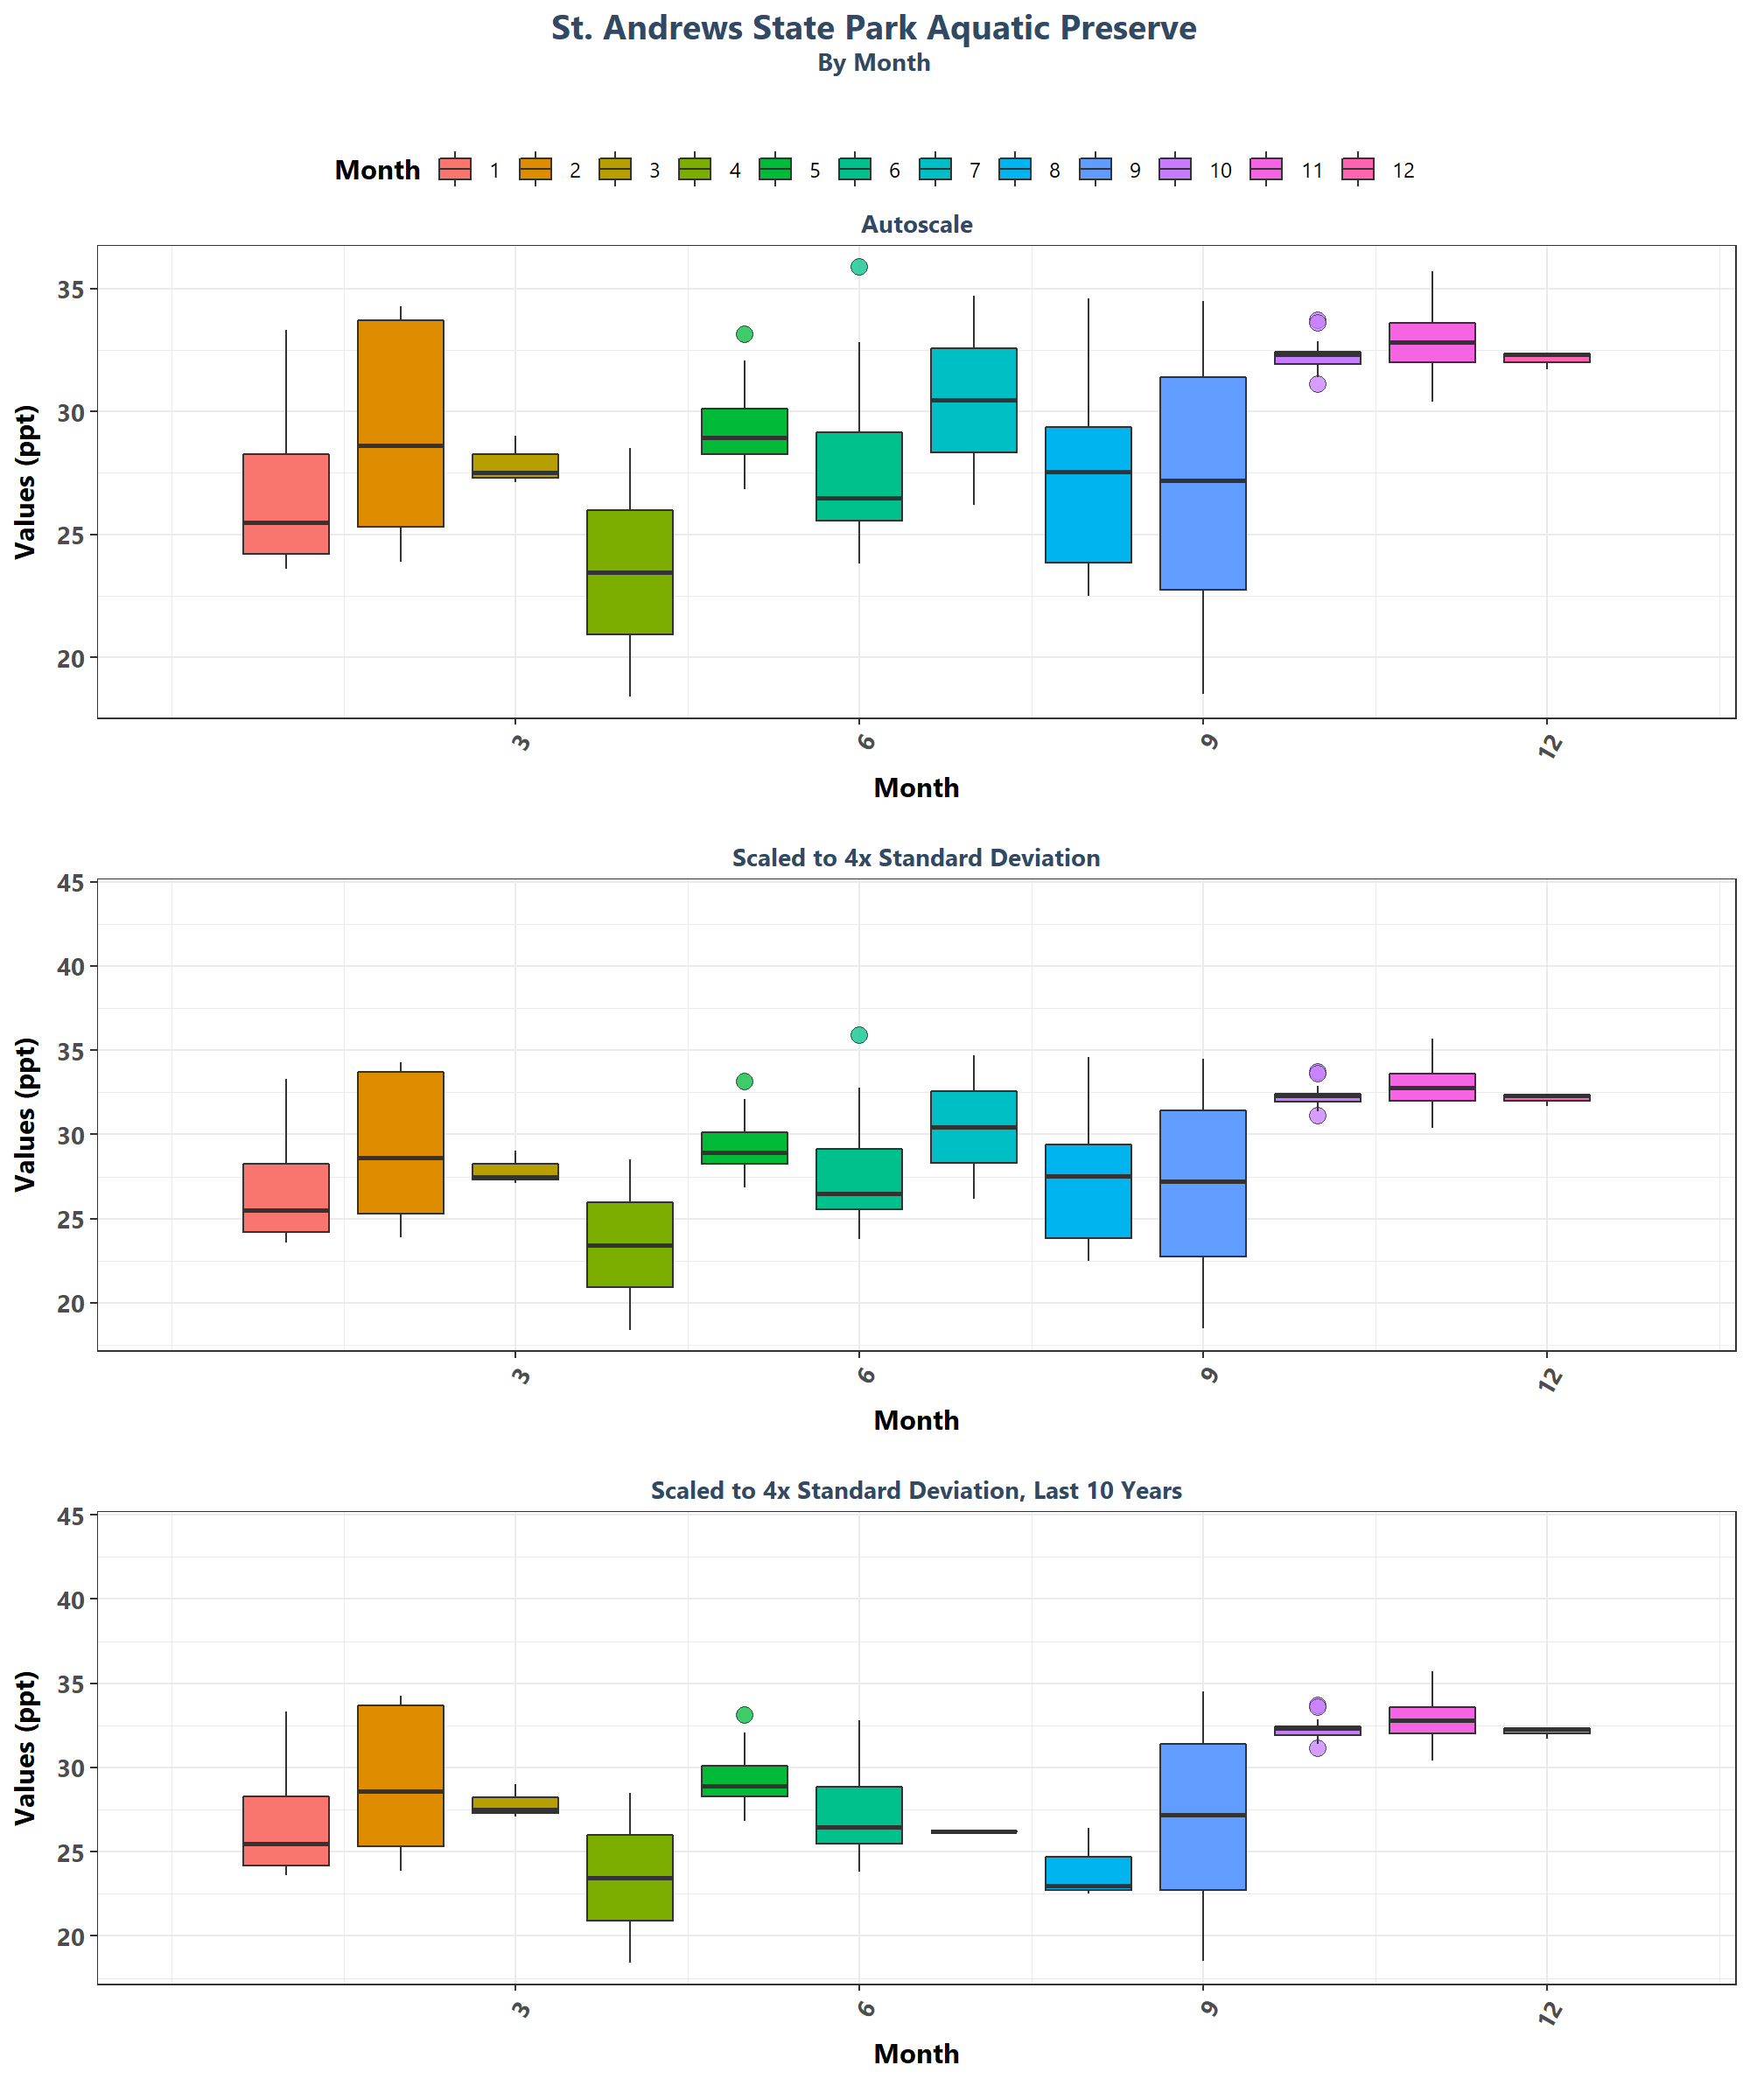 St. Andrews State Park Aquatic Preserve
By Month
Month 1 2 3 4 5 6 7 8 9 10 11 12
Autoscale
Values (ppt)
35
30
25
20
3 6 9 12
Month
Scaled to 4x Standard Deviation
Values (ppt)
45
40
35
30
25
20
3 6 9 12
Month
Scaled to 4x Standard Deviation, Last 10 Years
Values (ppt)
45
40
35
30
25
20
3 6 9 12
Month